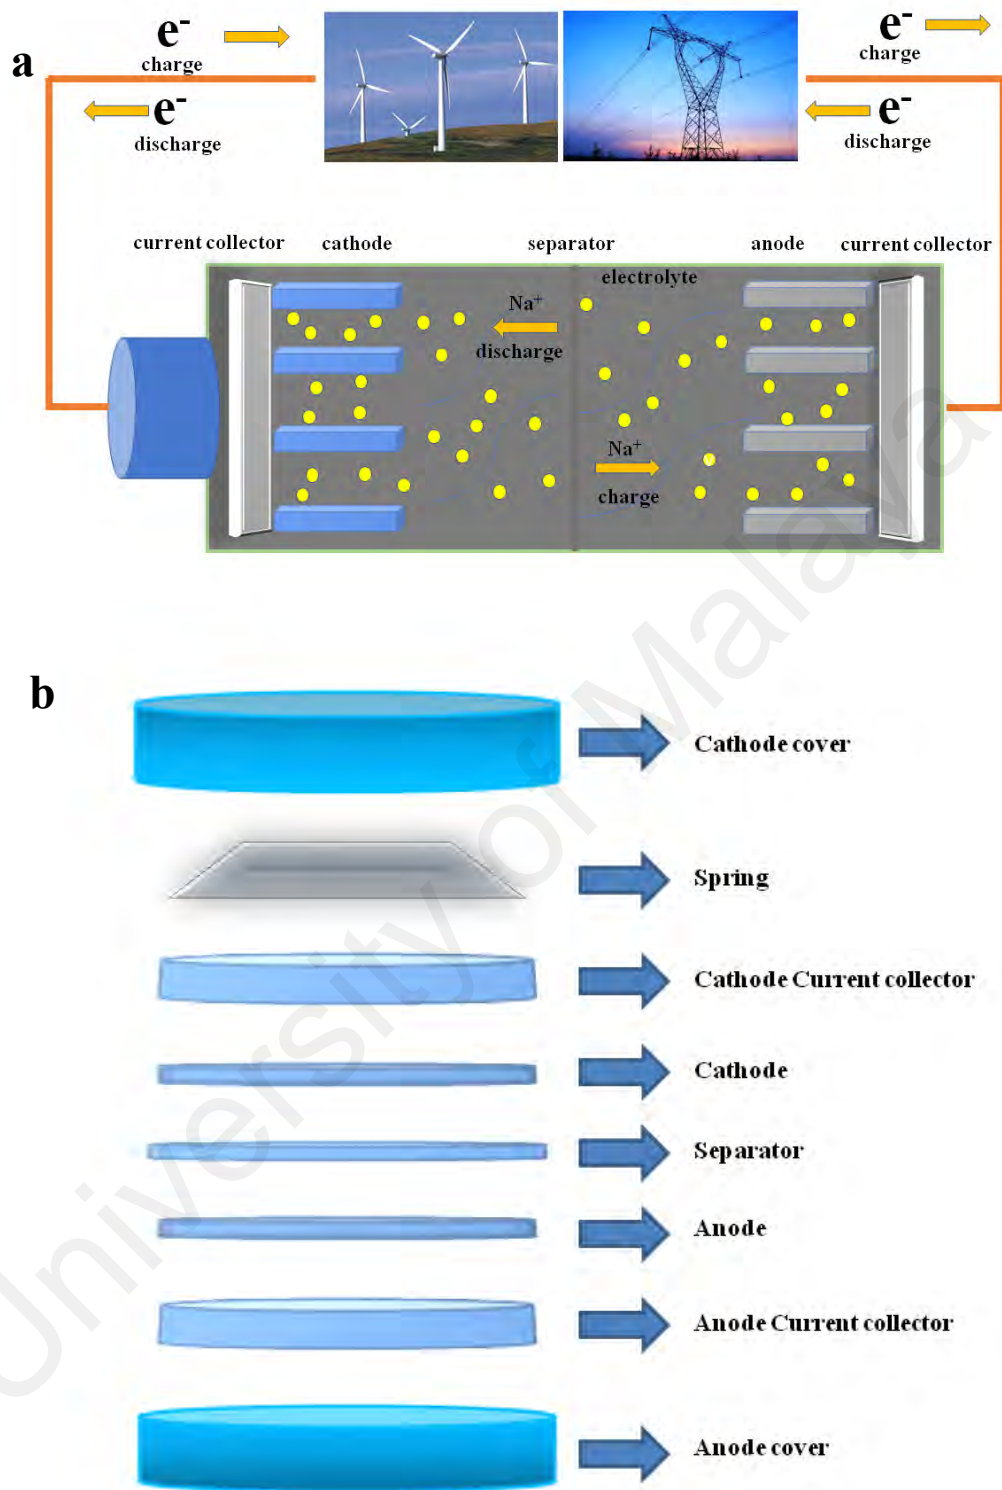 a
e-
charge
e-
discharge
e-
charge
e-
discharge
current collector
cathode
separator
anode
current collector
electrolyte
Na+
discharge
Na+
charge
b
Cathode cover
Spring
Cathode Current collector
Cathode
Separator
Anode
Anode Current collector
Anode cover
University of Malaya